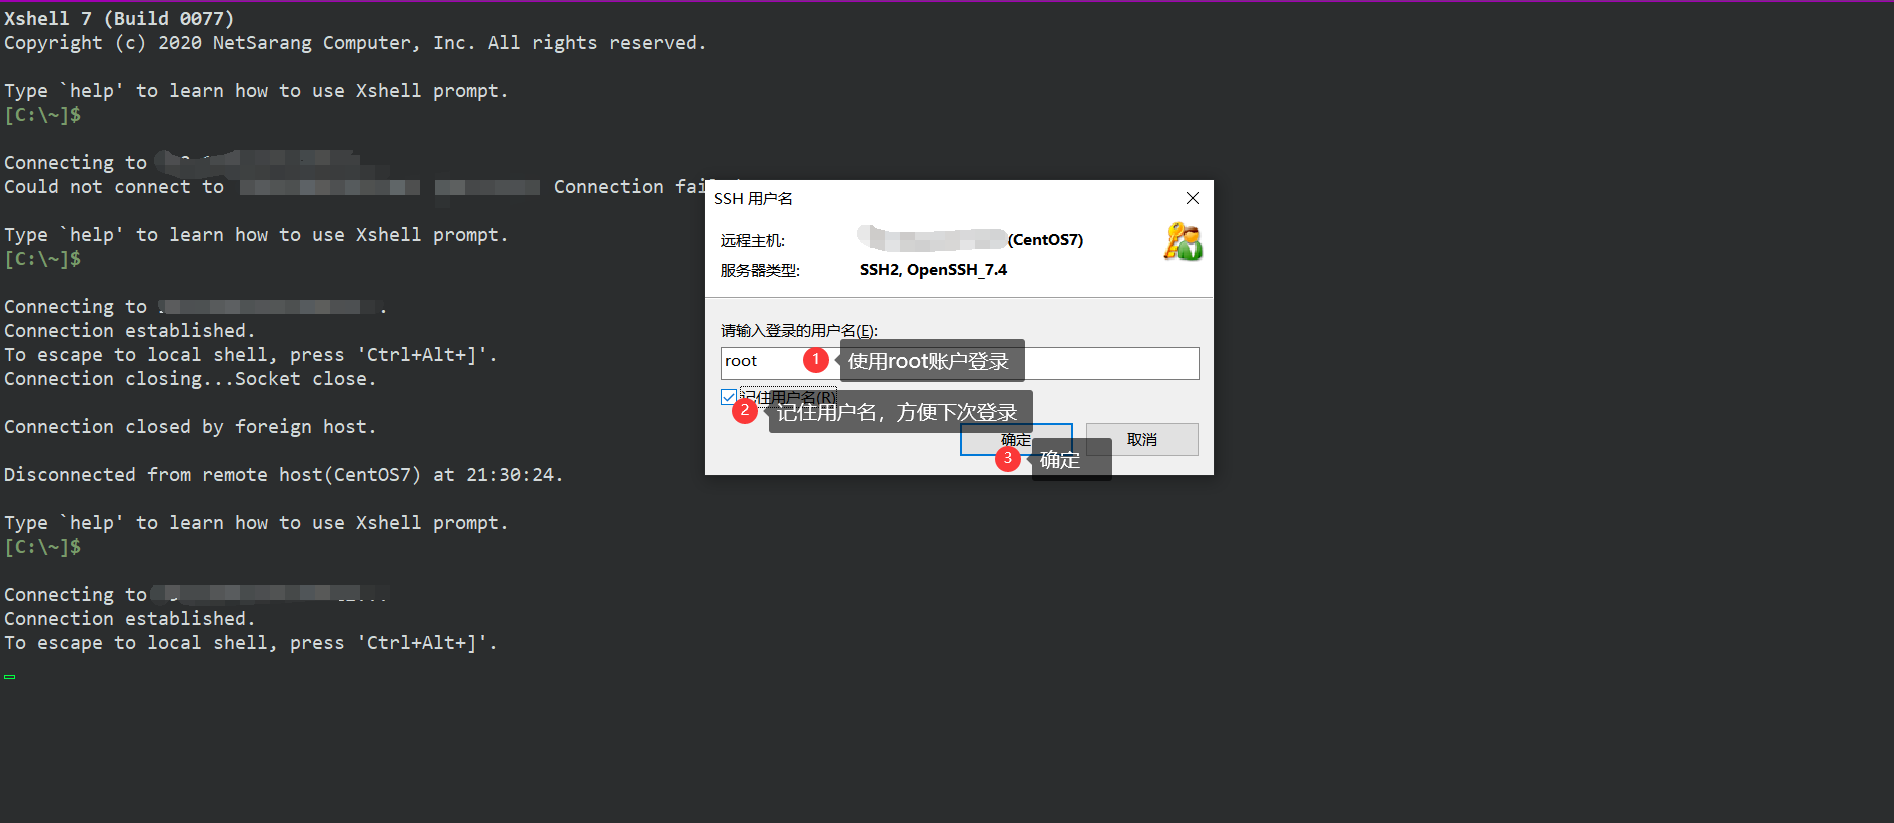 Xshell 7 (Build 0077)
Copyright (c) 2020 NetSarang Computer, Inc. All rights reserved.
Type `help' to learn how to use Xshell prompt.
[C:\~]$
Connecting to
Could not connect to Connection
Type `help' to learn how to use Xshell prompt.
[C:\~]$
Connecting to .
Connection established.
To escape to local shell, press 'Ctrl+Alt+]'.
Connection closing...Socket close.
Connection closed by foreign host.
Disconnected from remote host(CentOS7) at 21:30:24.
Type `help' to learn how to use Xshell prompt.
[C:\~]$
Connecting to
Connection established.
To escape to local shell, press 'Ctrl+Alt+]'.
SSH 用户名
远程主机: (CentOS7)
服务器类型: SSH2, OpenSSH_7.4
请输入登录的用户名(E):
root 1 使用root账户登录
记住用户名(R)
2 记住用户名，方便下次登录
确定 取消
3 确定